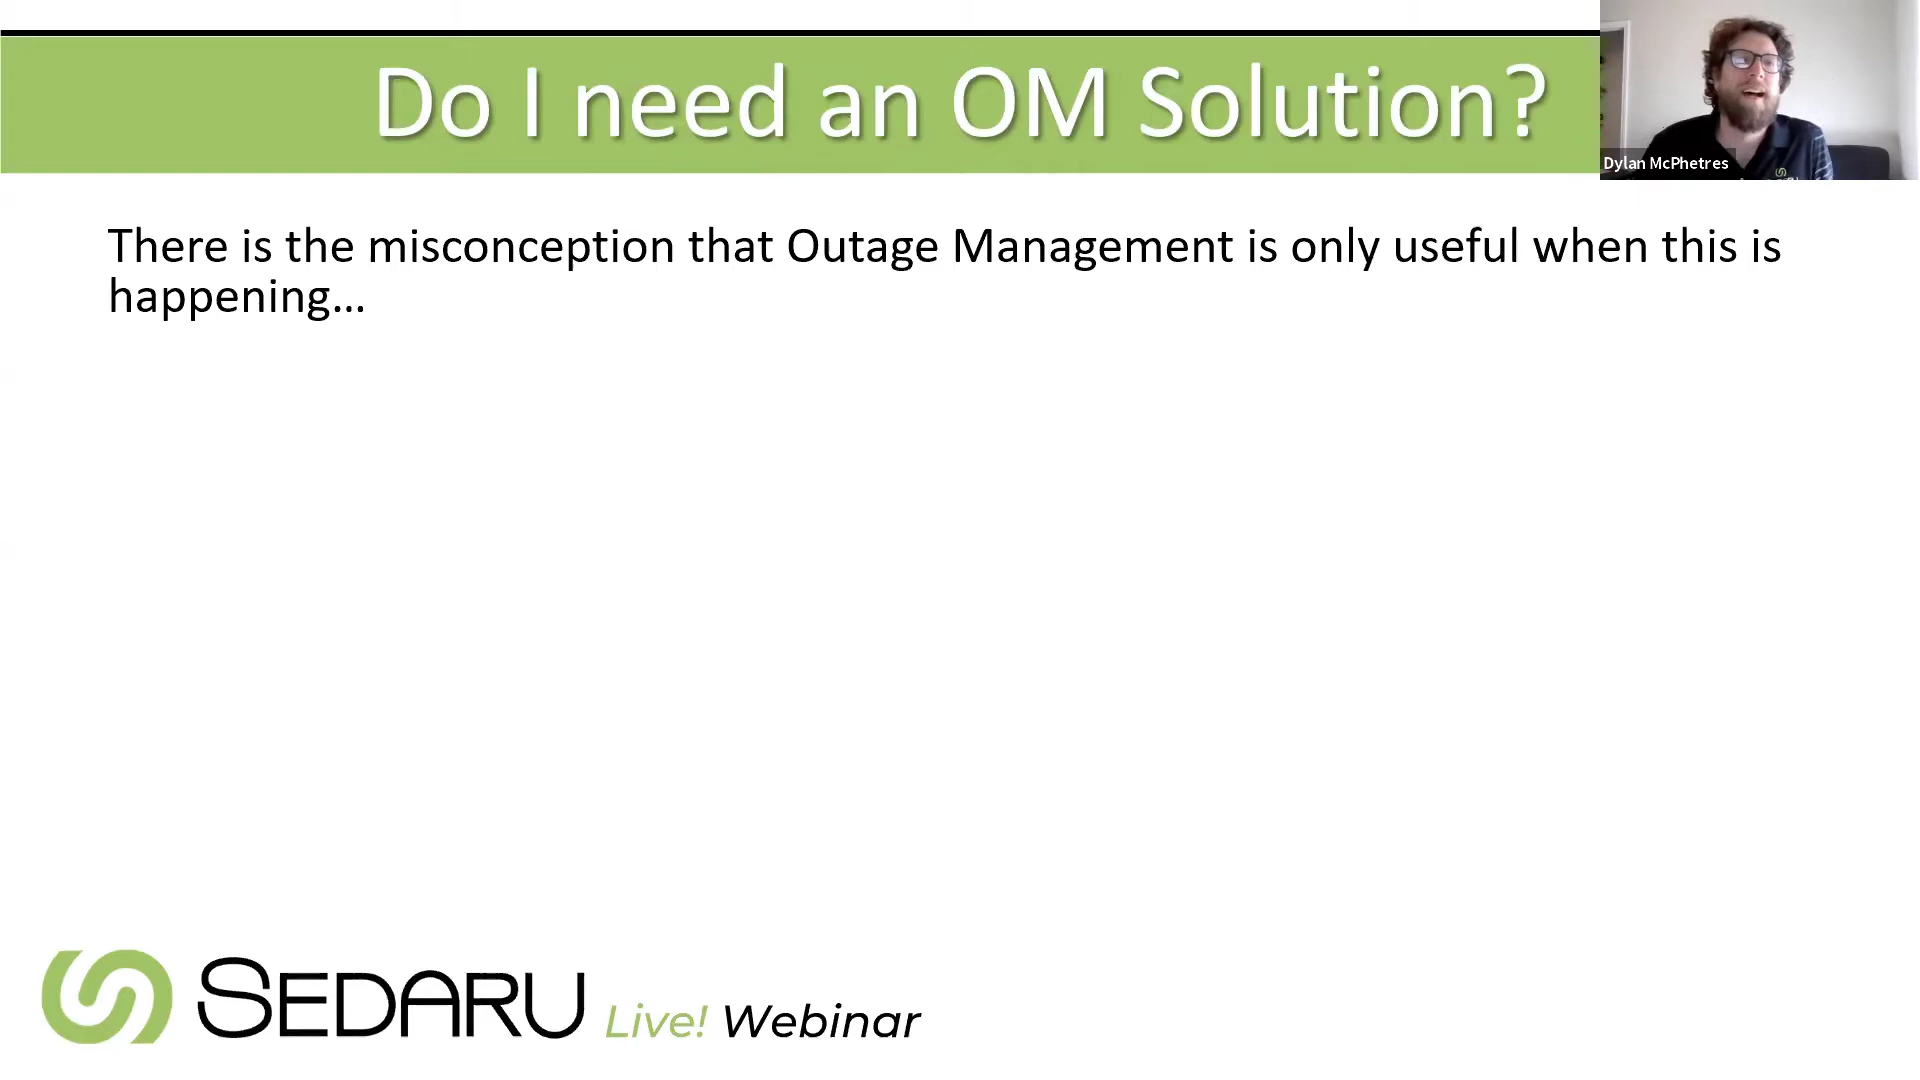 Do I need an OM Solution?
Dylan McPhetres
There is the misconception that Outage Management is only useful when this is
happening...
SEDARU Live! Webinar